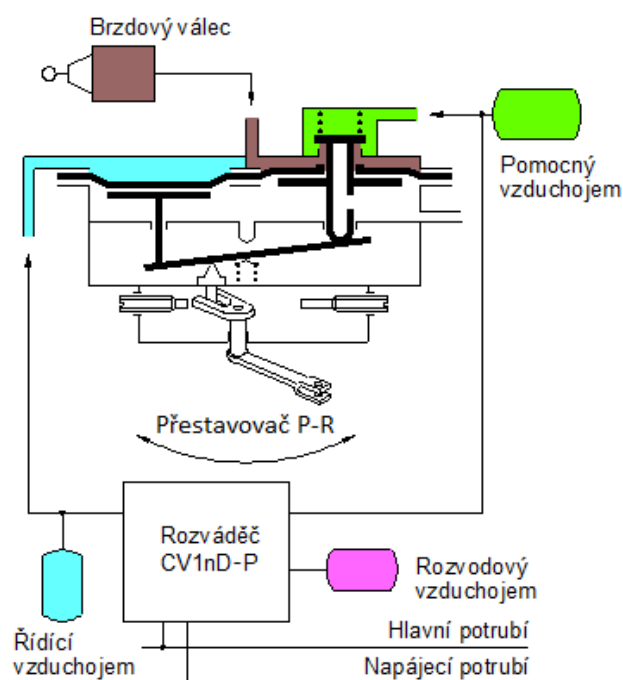 Brzdový válec
Pomocný
vzduchojem
Přestavovač P-R
Rozváděč
CV1nD-P
Rozvodový
vzduchojem
Řídící
vzduchojem
Hlavní potrubí
Napájecí potrubí